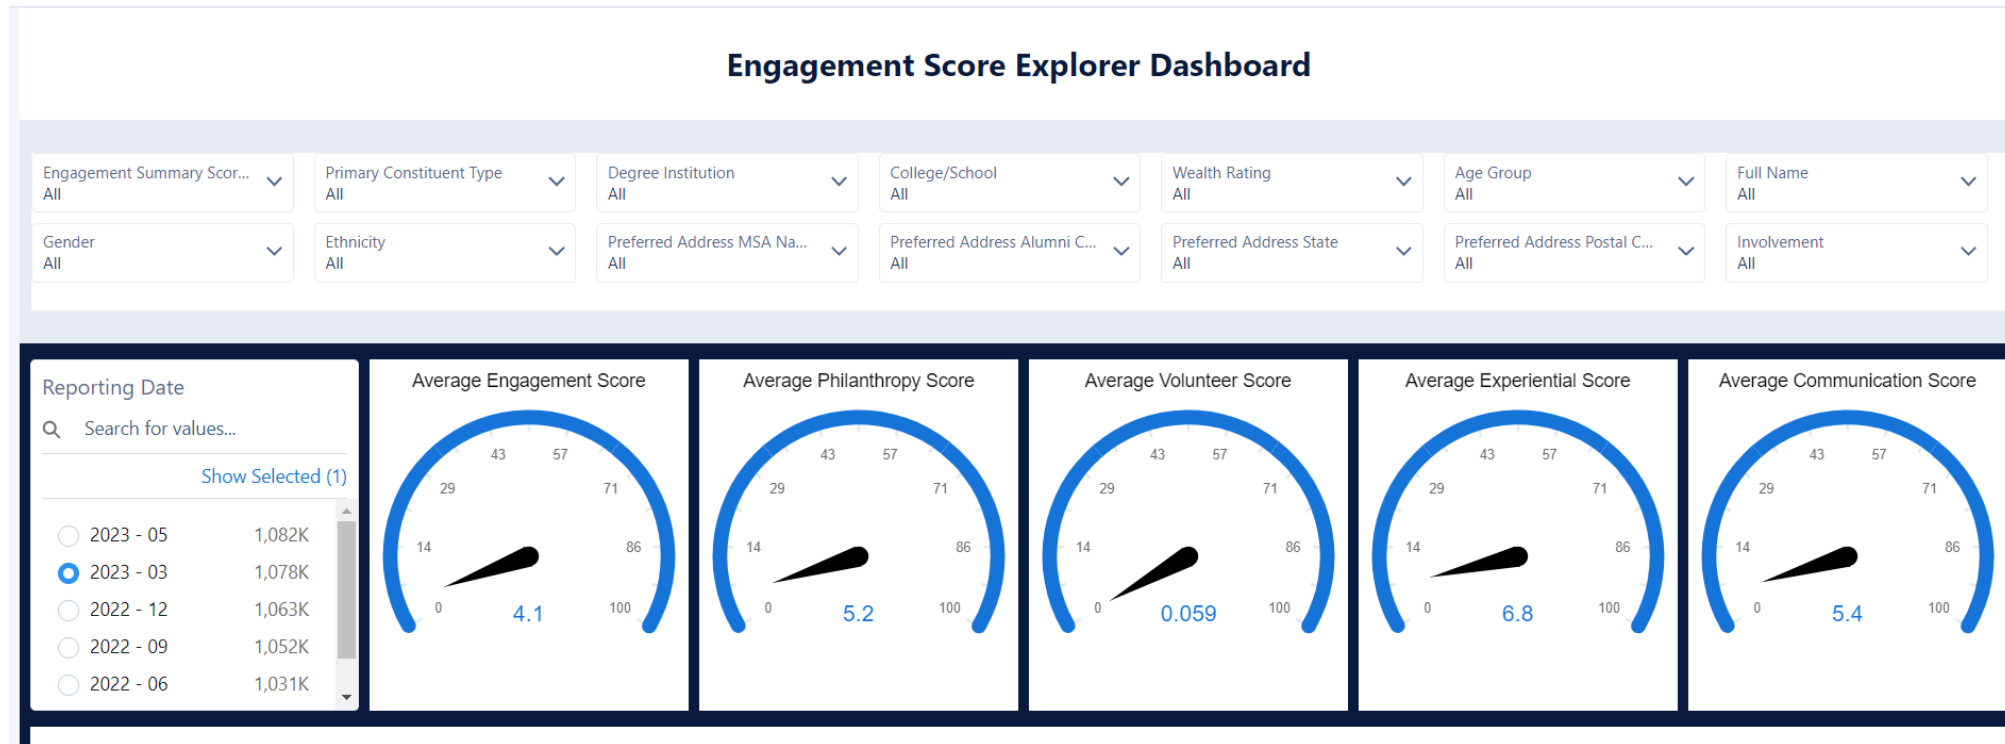 Engagement Score Explorer Dashboard
Engagement Summary Scor...
All
Primary Constituent Type
All
Degree Institution
All
College/School
All
Wealth Rating
All
Age Group
All
Full Name
All
Gender
All
Ethnicity
All
Preferred Address MSA Na...
All
Preferred Address Alumni C...
All
Preferred Address State
All
Preferred Address Postal C...
All
Involvement
All
Reporting Date
Search for values...
Show Selected (1)
2023 - 05 1,082K
2023 - 03 1,078K
2022 - 12 1,063K
2022 - 09 1,052K
2022 - 06 1,031K
Average Engagement Score
43 57
29 71
14 86
0 100
4.1
Average Philanthropy Score
43 57
29 71
14 86
0 100
5.2
Average Volunteer Score
43 57
29 71
14 86
0 100
0.059
Average Experiential Score
43 57
29 71
14 86
0 100
6.8
Average Communication Score
43 57
29 71
14 86
0 100
5.4